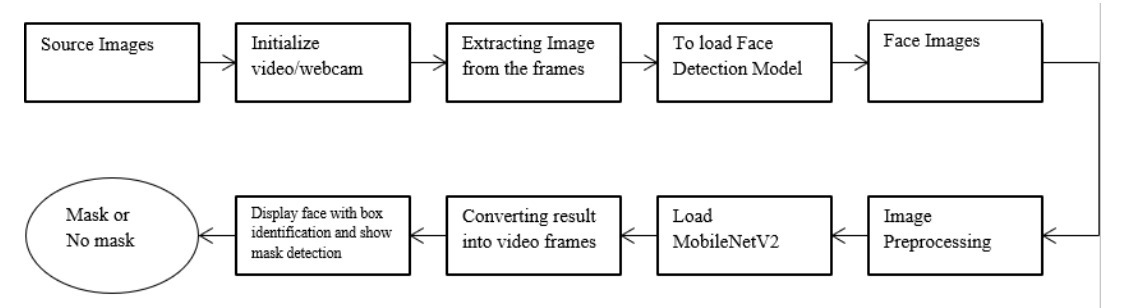 Source Images
Initialize
video/webcam
Extracting Image
from the frames
To load Face
Detection Model
Face Images
Image
Preprocessing
Load
MobileNetV2
Converting result
into video frames
Display face with box
identification and show
mask detection
Mask or
No mask